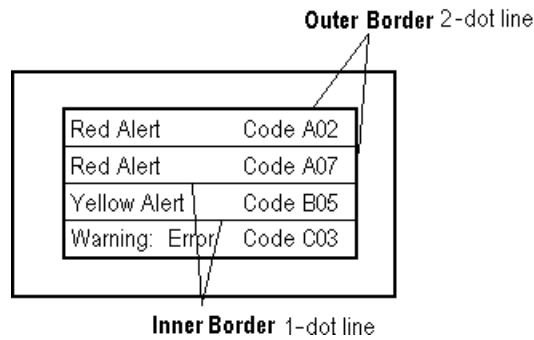 Outer Border 2-dot line
Red Alert Code A02
Red Alert Code A07
Yellow Alert Code B05
Warning: Error Code C03
Inner Border 1-dot line